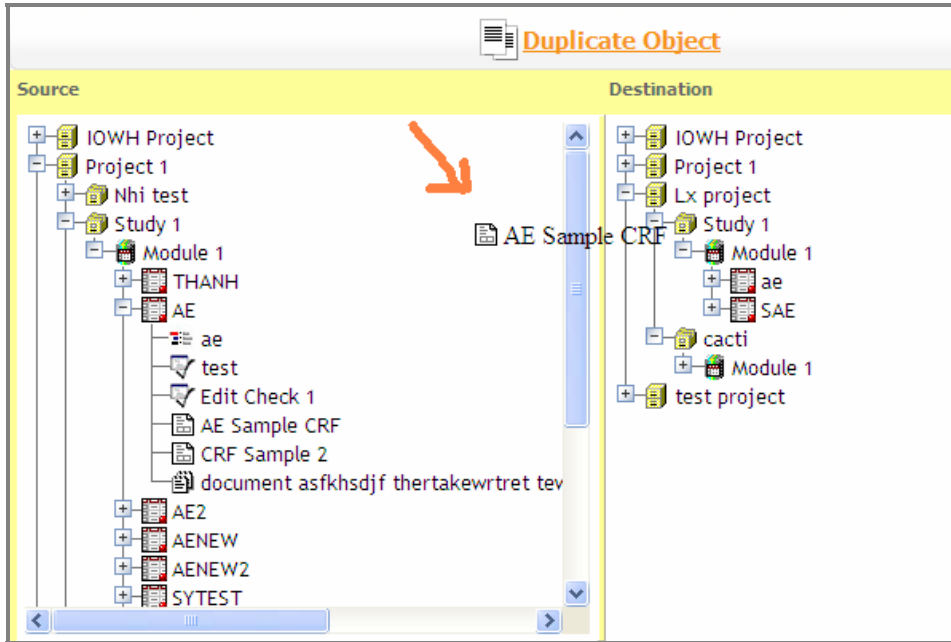 Duplicate Object
Source
Destination
IOWH Project
Project 1
Nhi test
Study 1
Module 1
THANH
AE
ae
test
Edit Check 1
AE Sample CRF
CRF Sample 2
document asfkhsdjf thertakewrtret tev
AE2
AENEW
AENEW2
SYTEST
AE Sample CRF
IOWH Project
Project 1
Lx project
Study 1
Module 1
ae
SAE
cacti
Module 1
test project